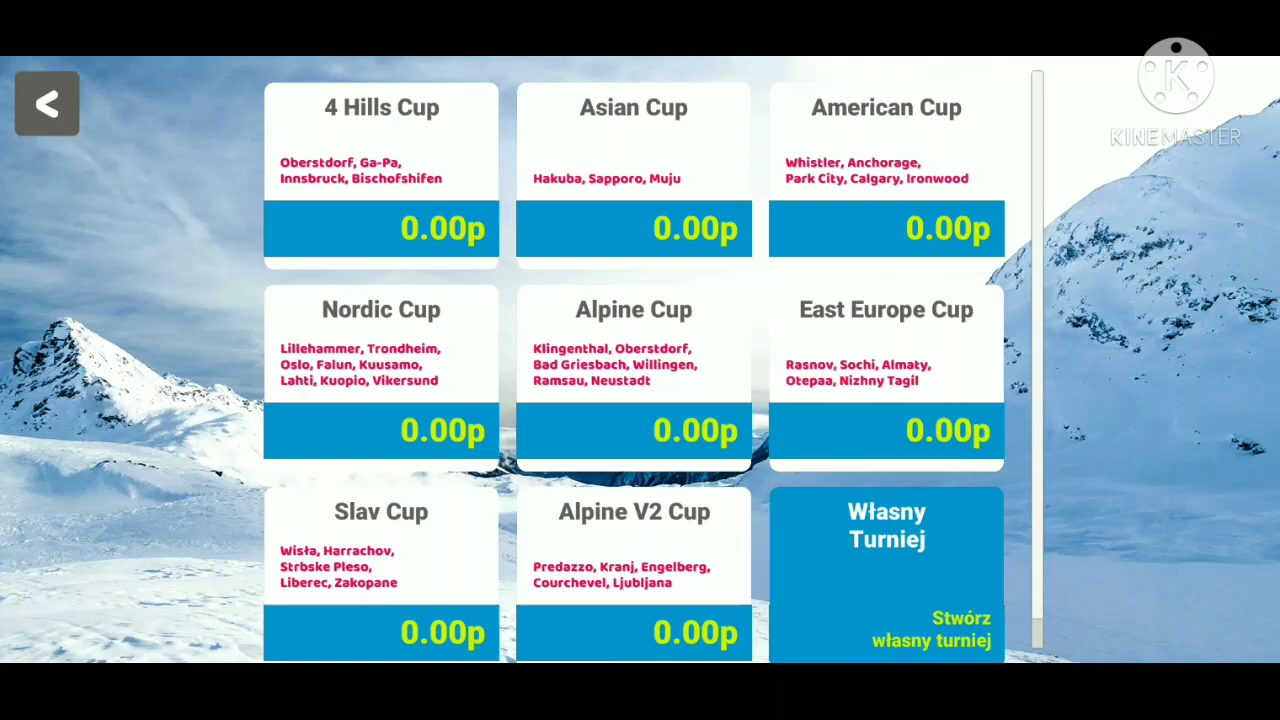 <
KINEMASTER
4 Hills Cup
Oberstdorf, Ga-Pa,
Innsbruck, Bischofshifen
0.00p
Asian Cup
Hakuba, Sapporo, Muju
0.00p
American Cup
Whistler, Anchorage,
Park City, Calgary, Ironwood
0.00p
Nordic Cup
Lillehammer, Trondheim,
Oslo, Falun, Kuusamo,
Lahti, Kuopio, Vikersund
0.00p
Alpine Cup
Klingenthal, Oberstdorf,
Bad Griesbach, Willingen,
Ramsau, Neustadt
0.00p
East Europe Cup
Rasnov, Sochi, Almaty,
Otepaa, Nizhny Tagil
0.00p
Slav Cup
Wisła, Harrachov,
Strbske Pleso,
Liberec, Zakopane
0.00p
Alpine V2 Cup
Predazzo, Kranj, Engelberg,
Courchevel, Ljubljana
0.00p
Własny
Turniej
Stwórz
własny turniej